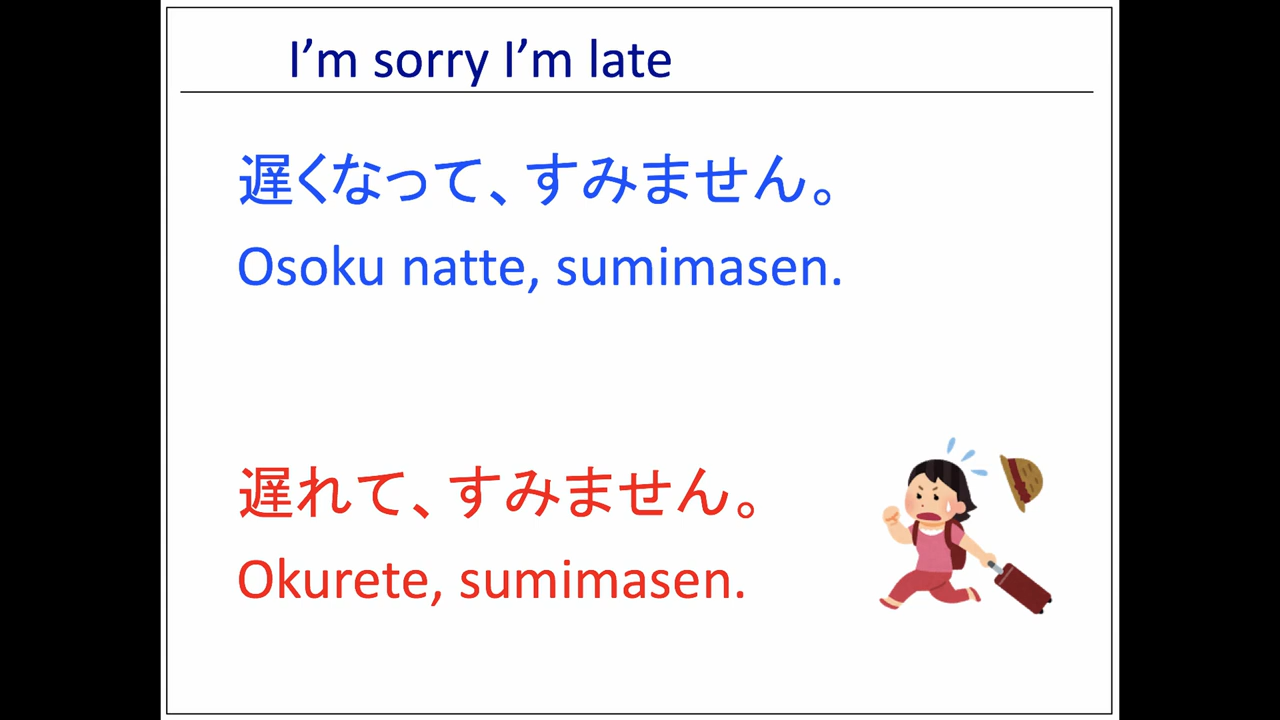 I’m sorry I’m late
遅くなって、すみません。
Osoku natte, sumimasen.
遅れて、すみません。
Okurete, sumimasen.